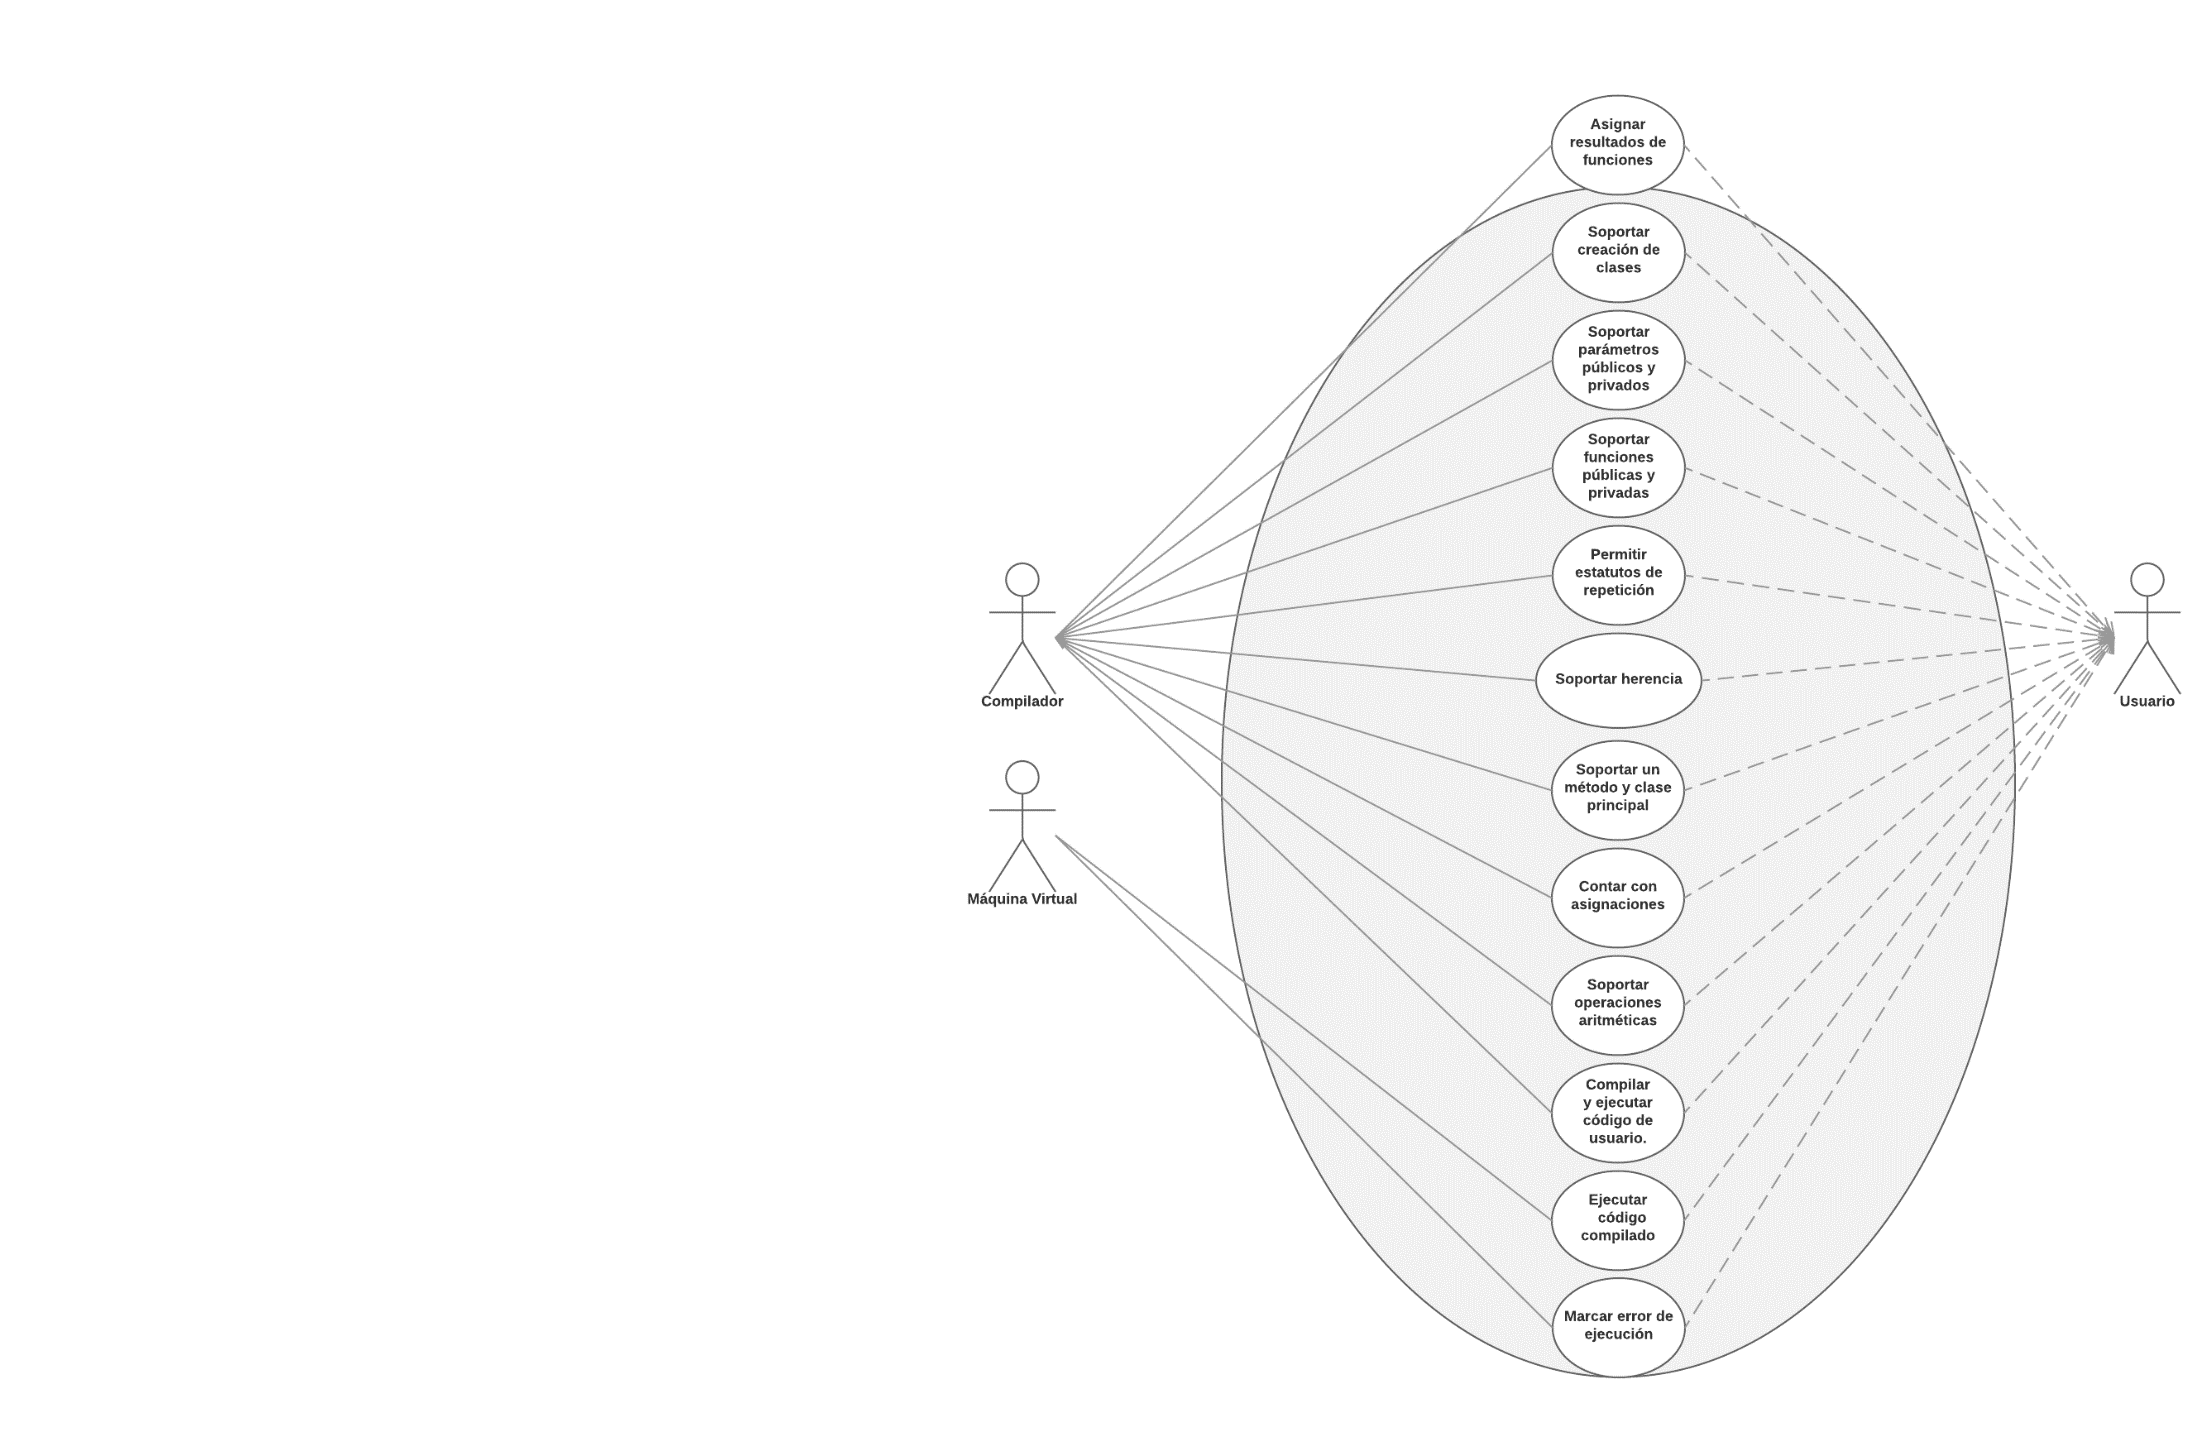 Asignar
resultados de
funciones
Soportar
creación de
clases
Soportar
parámetros
públicos y
privados
Soportar
funciones
públicas y
privadas
Permitir
estatutos de
repetición
Soportar herencia
Compilador
Usuario
Soportar un
método y clase
principal
Máquina Virtual
Contar con
asignaciones
Soportar
operaciones
aritméticas
Compilar
y ejecutar
código de
usuario.
Ejecutar
código
compilado
Marcar error de
ejecución